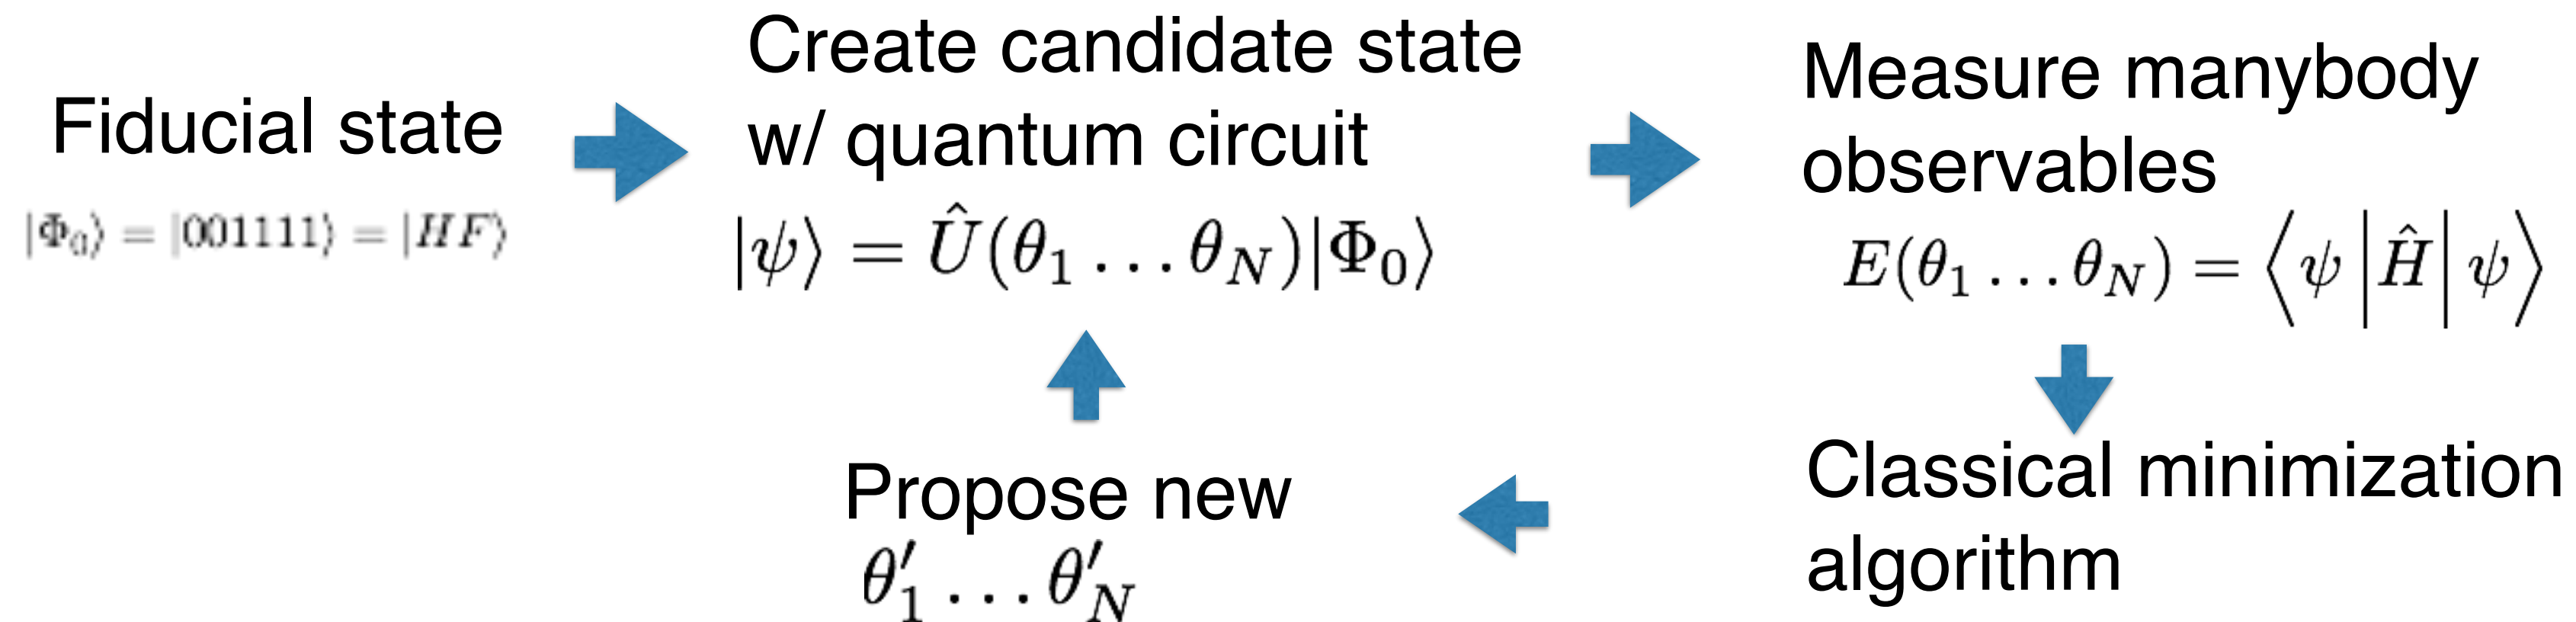 Fiducial state
|Φ₀⟩ = |001111⟩ = |HF⟩
Create candidate state
w/ quantum circuit
|ψ⟩ = Û(θ₁ . . . θ_N)|Φ₀⟩
Measure manybody
observables
E(θ₁ . . . θ_N) = ⟨ψ|Ĥ|ψ⟩
Classical minimization
algorithm
Propose new
θ′₁ . . . θ′_N